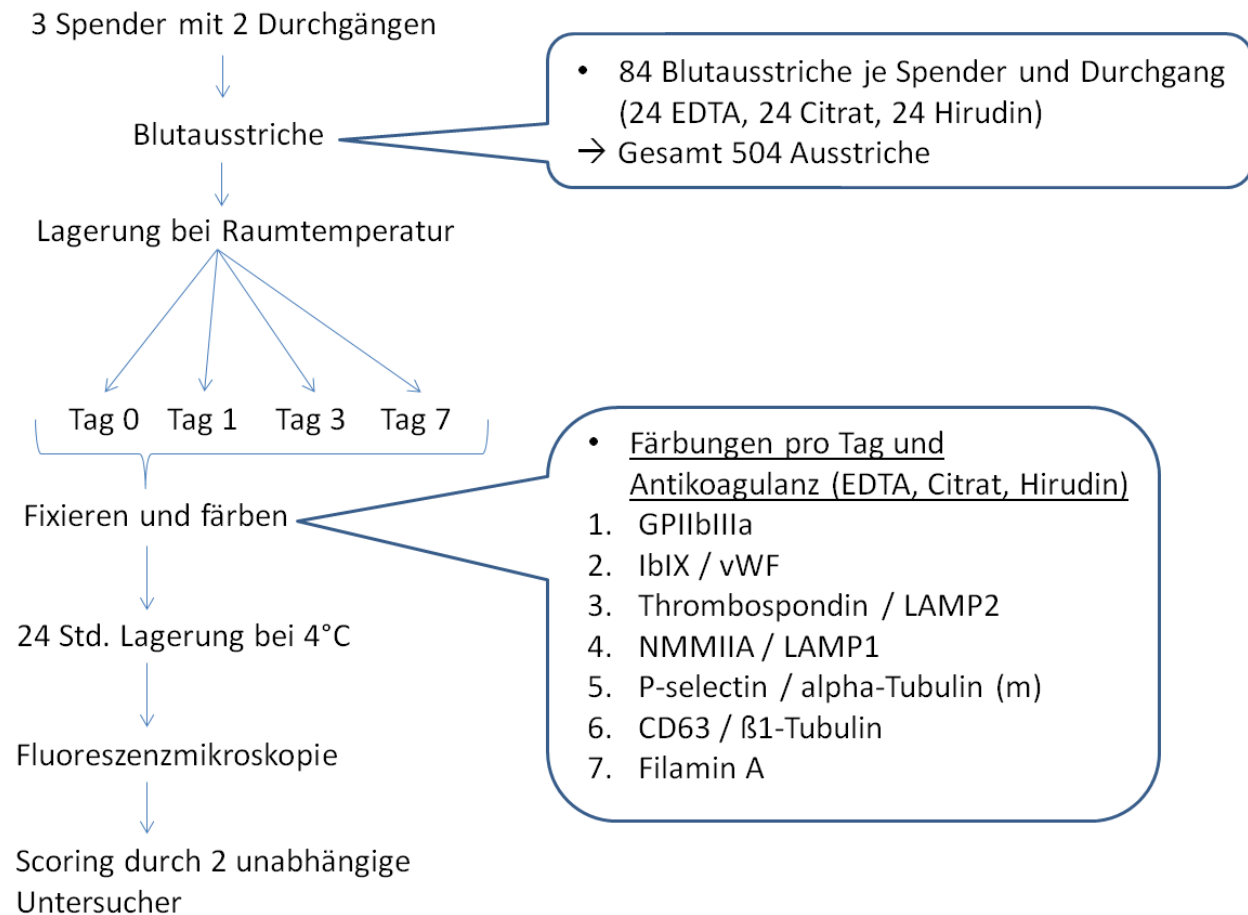 3 Spender mit 2 Durchgängen
• 84 Blutausstriche je Spender und Durchgang
(24 EDTA, 24 Citrat, 24 Hirudin)
→ Gesamt 504 Ausstriche
Blutausstriche
Lagerung bei Raumtemperatur
Tag 0 Tag 1 Tag 3 Tag 7
• Färbungen pro Tag und
Antikoagulanz (EDTA, Citrat, Hirudin)
1. GPIIbIIIa
2. IbIX / vWF
3. Thrombospondin / LAMP2
4. NMMIIA / LAMP1
5. P-selectin / alpha-Tubulin (m)
6. CD63 / ß1-Tubulin
7. Filamin A
Fixieren und färben
24 Std. Lagerung bei 4°C
Fluoreszenzmikroskopie
Scoring durch 2 unabhängige
Untersucher